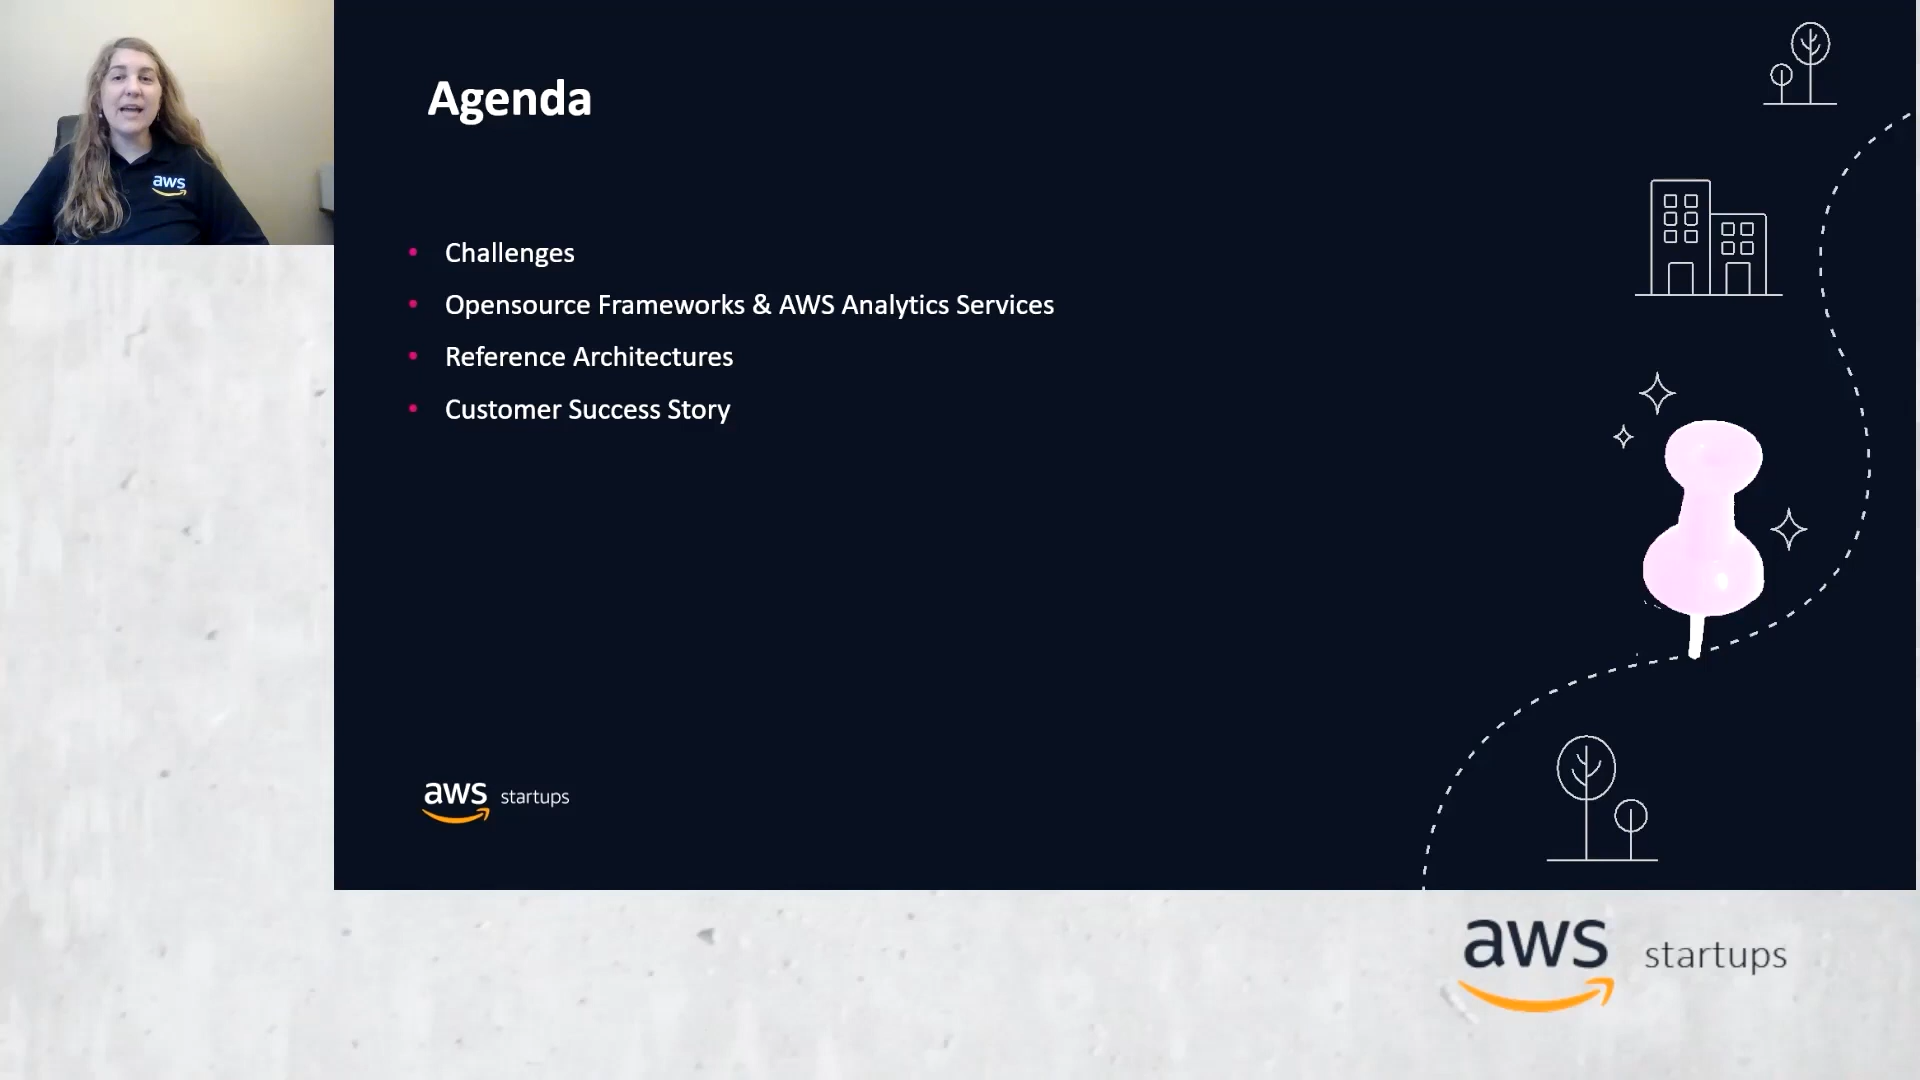 aws
Agenda
Challenges
Opensource Frameworks & AWS Analytics Services
Reference Architectures
Customer Success Story
aws startups
aws startups